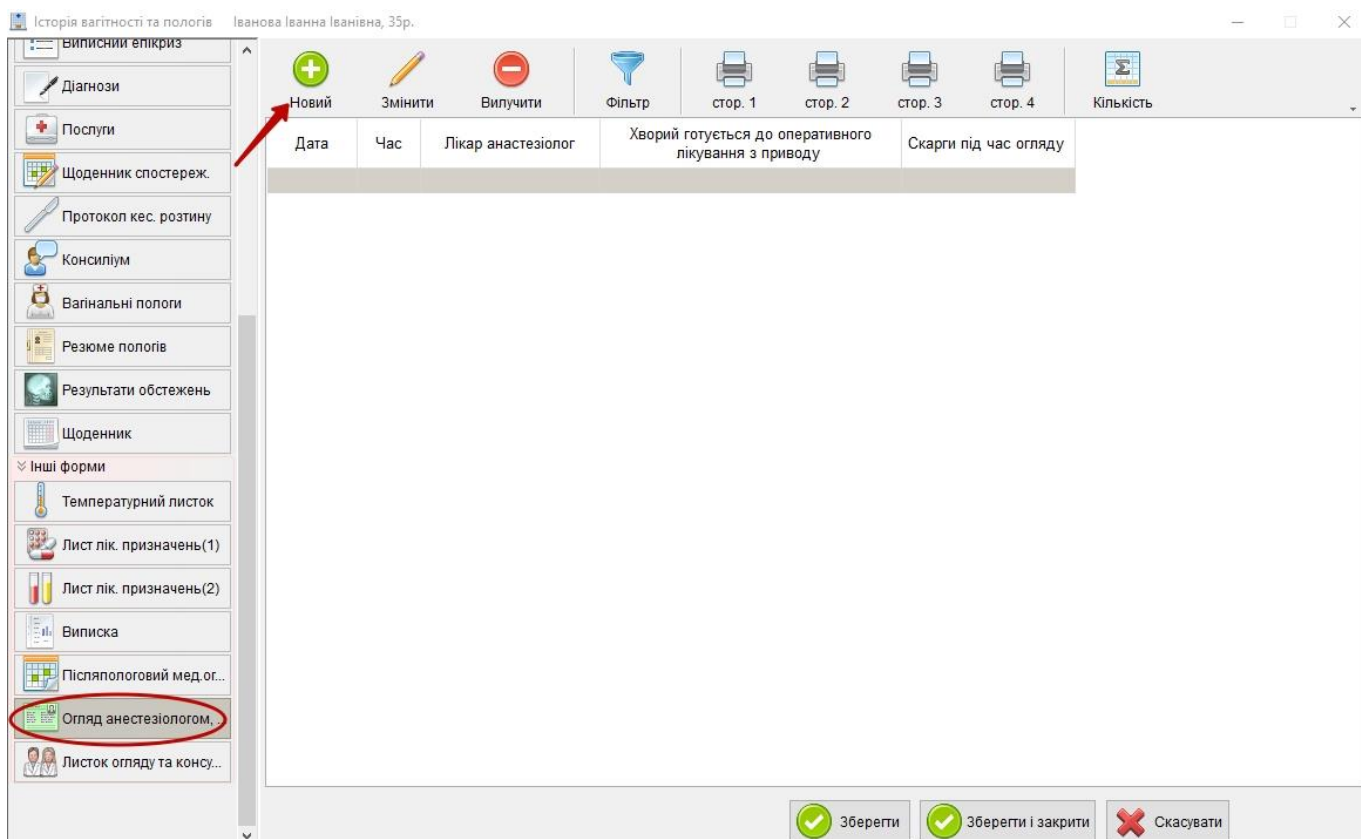 Історія вагітності та пологів Іванова Іванна Іванівна, 35р.
Виписний епікриз
Діагнози
Послуги
Щоденник спостереж.
Протокол кес. розтину
Консиліум
Вагінальні пологи
Резюме пологів
Результати обстежень
Щоденник
Інші форми
Температурний листок
Лист лік. призначень(1)
Лист лік. призначень(2)
Виписка
Післяпологовий мед.ог...
Огляд анестезіологом, ...
Листок огляду та консу...
Новий Змінити Вилучити Фільтр стор. 1 стор. 2 стор. 3 стор. 4 Кількість
Дата Час Лікар анастезіолог Хворий готується до оперативного
лікування з приводу Скарги під час огляду
Зберегти Зберегти і закрити Скасувати